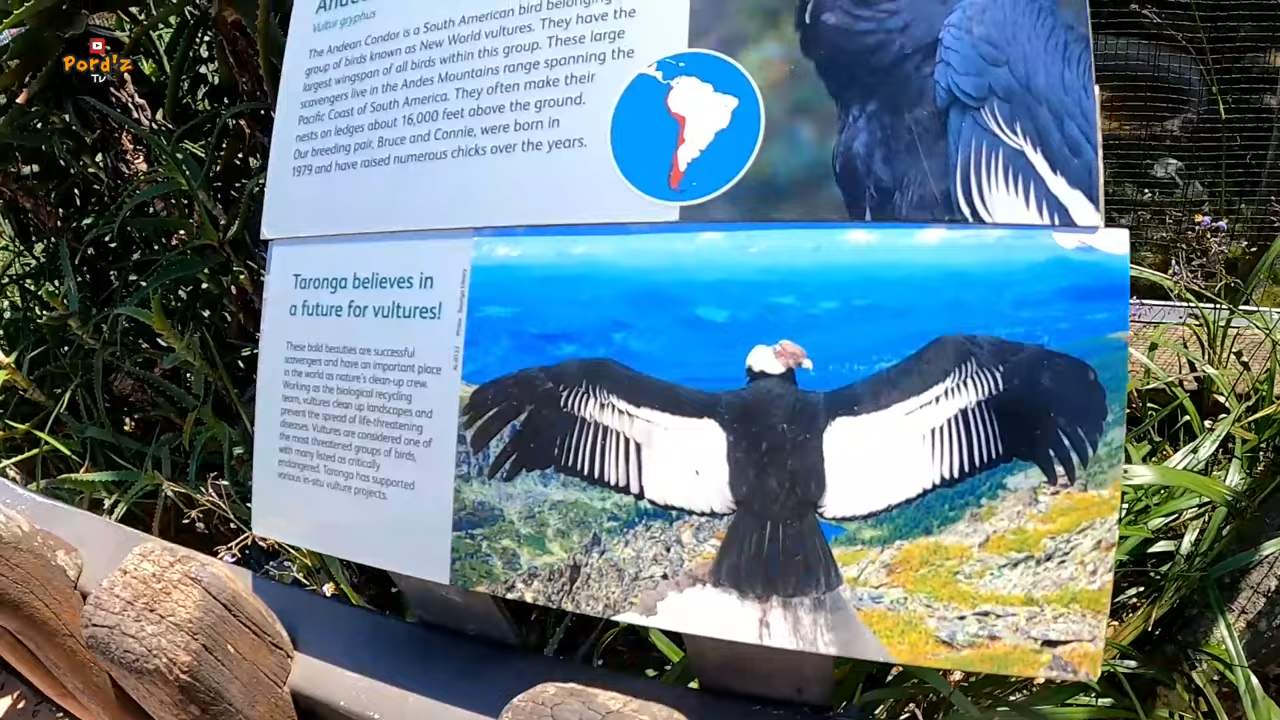 Pord'z
TV
Vultur gryphus
The Andean Condor is a South American bird belonging
group of birds known as New World vultures. They have the
largest wingspan of all birds within this group. These large
scavengers live in the Andes Mountains range spanning the
Pacific Coast of South America. They often make their
nests on ledges about 16,000 feet above the ground.
Our breeding pair, Bruce and Connie, were born in
1979 and have raised numerous chicks over the years.
Taronga believes in
a future for vultures!
These bald beauties are successful
scavengers and have an important place
in the world as nature's clean-up crew.
Working as the biological recycling
team, vultures clean up landscapes and
prevent the spread of life-threatening
diseases. Vultures are considered one of
the most threatened groups of birds,
with many listed as critically
endangered. Taronga has supported
various in-situ vulture projects.